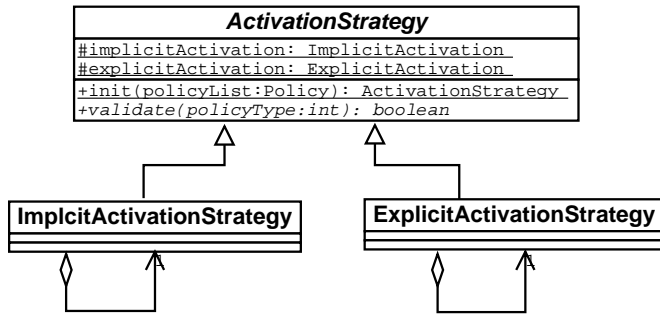 ActivationStrategy
#implicitActivation: ImplicitActivation
#explicitActivation: ExplicitActivation
+init(policyList:Policy): ActivationStrategy
+validate(policyType:int): boolean
ImplcitActivationStrategy
ExplicitActivationStrategy
1
1